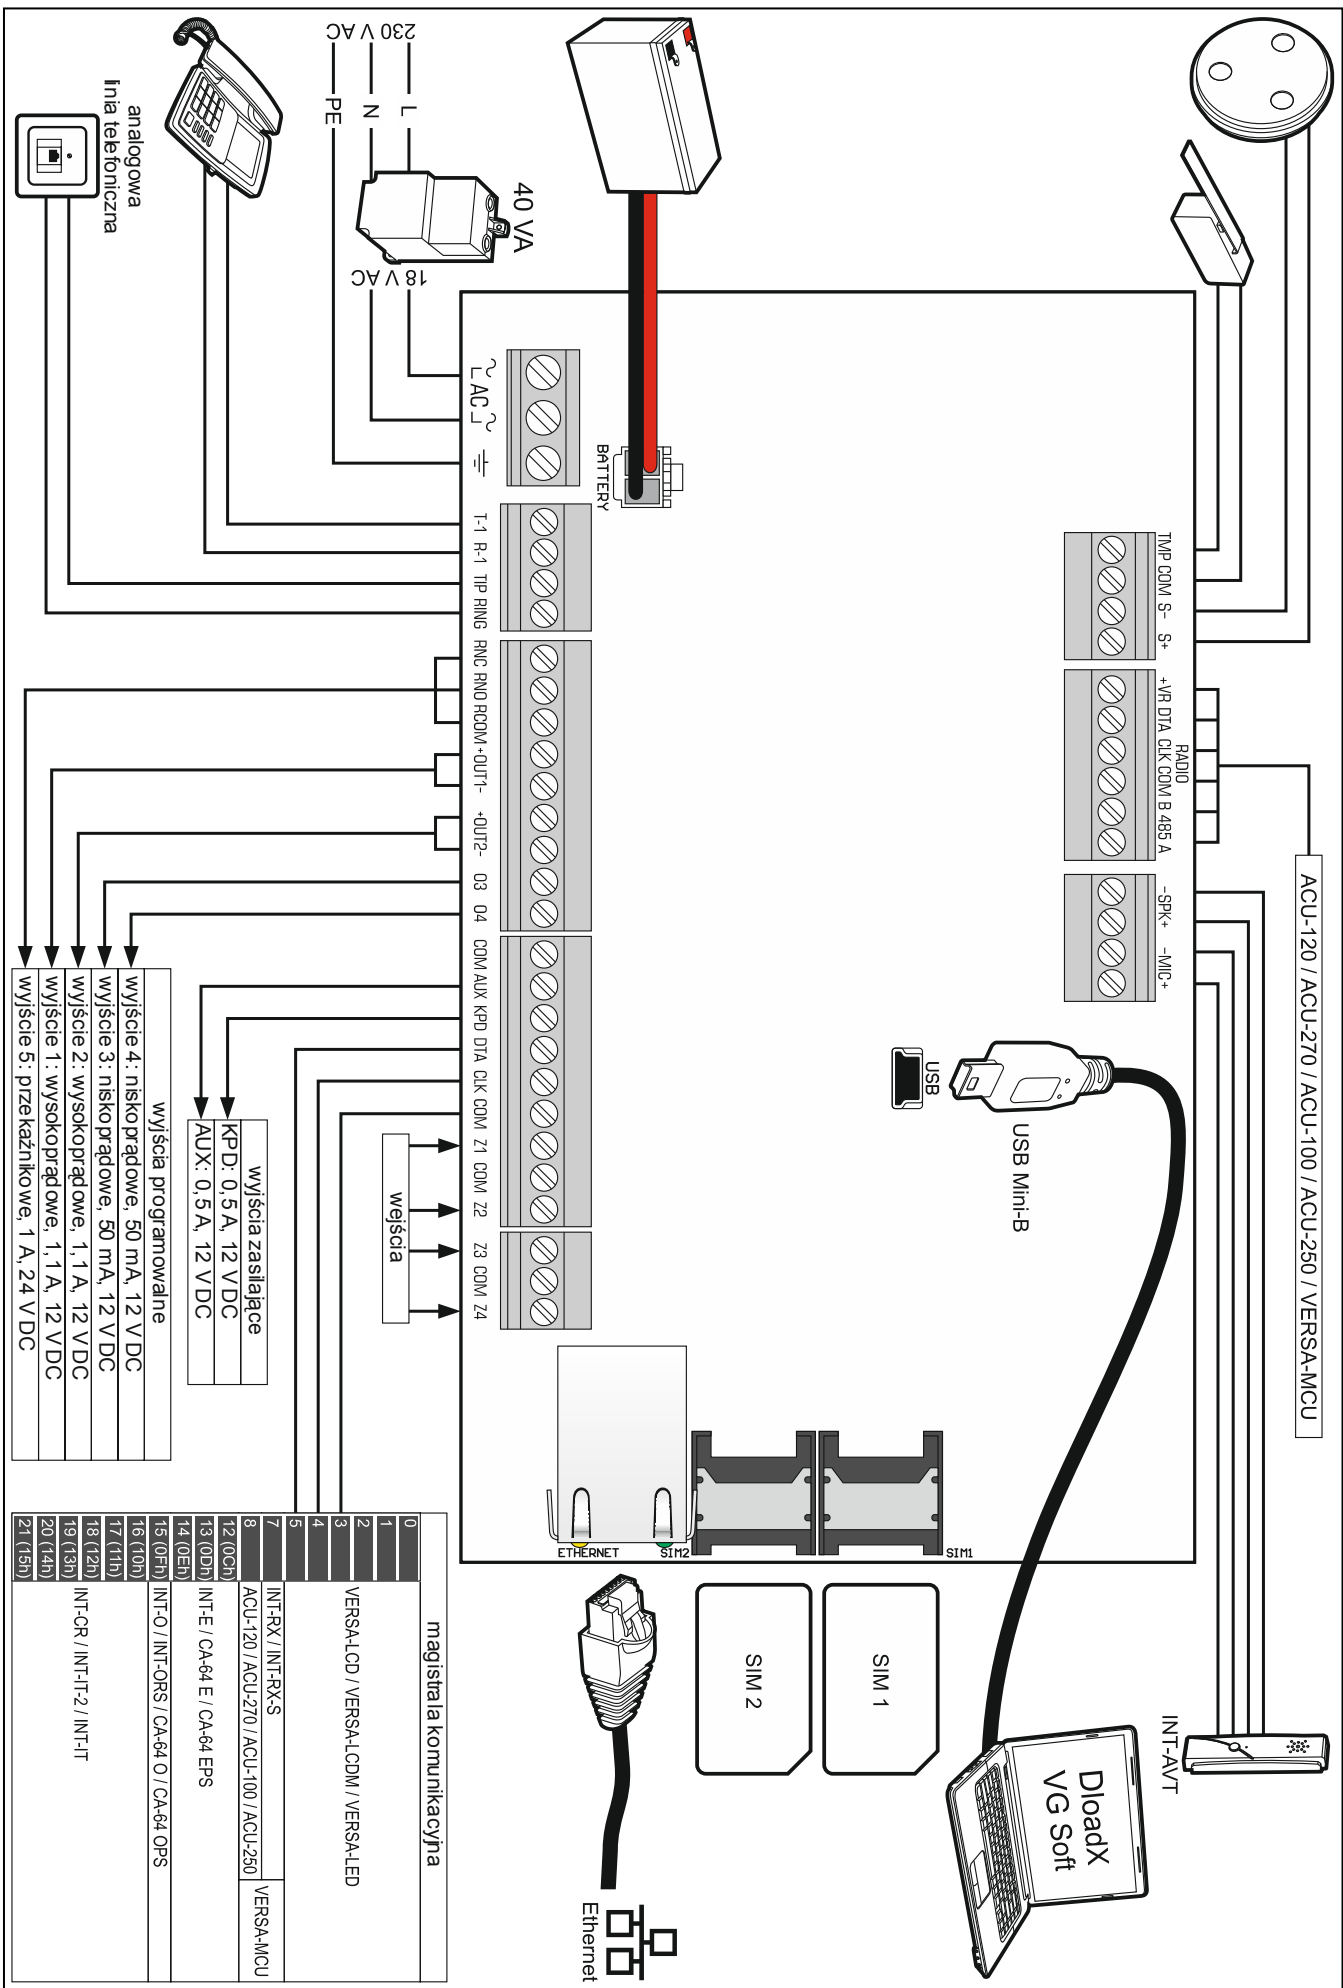 ACU-120 / ACU-270 / ACU-100 / ACU-250 / VERSA-MCU
INT-AVT
DloadX
VG Soft
USB Mini-B
USB
TMP COM S- S+
RADIO
+VR DTA CLK COM B 485 A
-SPK+ -MIC+
SIM 1
SIM 2
SIM1
SIM2
ETHERNET
Ethernet
BATTERY
40 VA
230 V AC
L
N
PE
18 V AC
analogowa
linia telefoniczna
AC
T-1 R-1 TIP RING
RNC RNO RCOM +OUT1- +OUT2- O3 O4
COM AUX KPD DTA CLK COM Z1 COM Z2
Z3 COM Z4
wejścia
wyjścia zasilające
KPD: 0,5 A, 12 V DC
AUX: 0,5 A, 12 V DC
wyjścia programowalne
wyjście 4: niskoprądowe, 50 mA, 12 V DC
wyjście 3: niskoprądowe, 50 mA, 12 V DC
wyjście 2: wysokoprądowe, 1,1 A, 12 V DC
wyjście 1: wysokoprądowe, 1,1 A, 12 V DC
wyjście 5: przekaźnikowe, 1 A, 24 V DC
magistrala komunikacyjna
0
1
2
3
4
5
VERSA-LCD / VERSA-LCDM / VERSA-LED
7
INT-RX / INT-RX-S
8
ACU-120 / ACU-270 / ACU-100 / ACU-250
VERSA-MCU
12 (0Ch)
13 (0Dh)
14 (0Eh)
INT-E / CA-64 E / CA-64 EPS
15 (0Fh)
INT-O / INT-ORS / CA-64 O / CA-64 OPS
16 (10h)
17 (11h)
18 (12h)
19 (13h)
20 (14h)
21 (15h)
INT-CR / INT-IT-2 / INT-IT